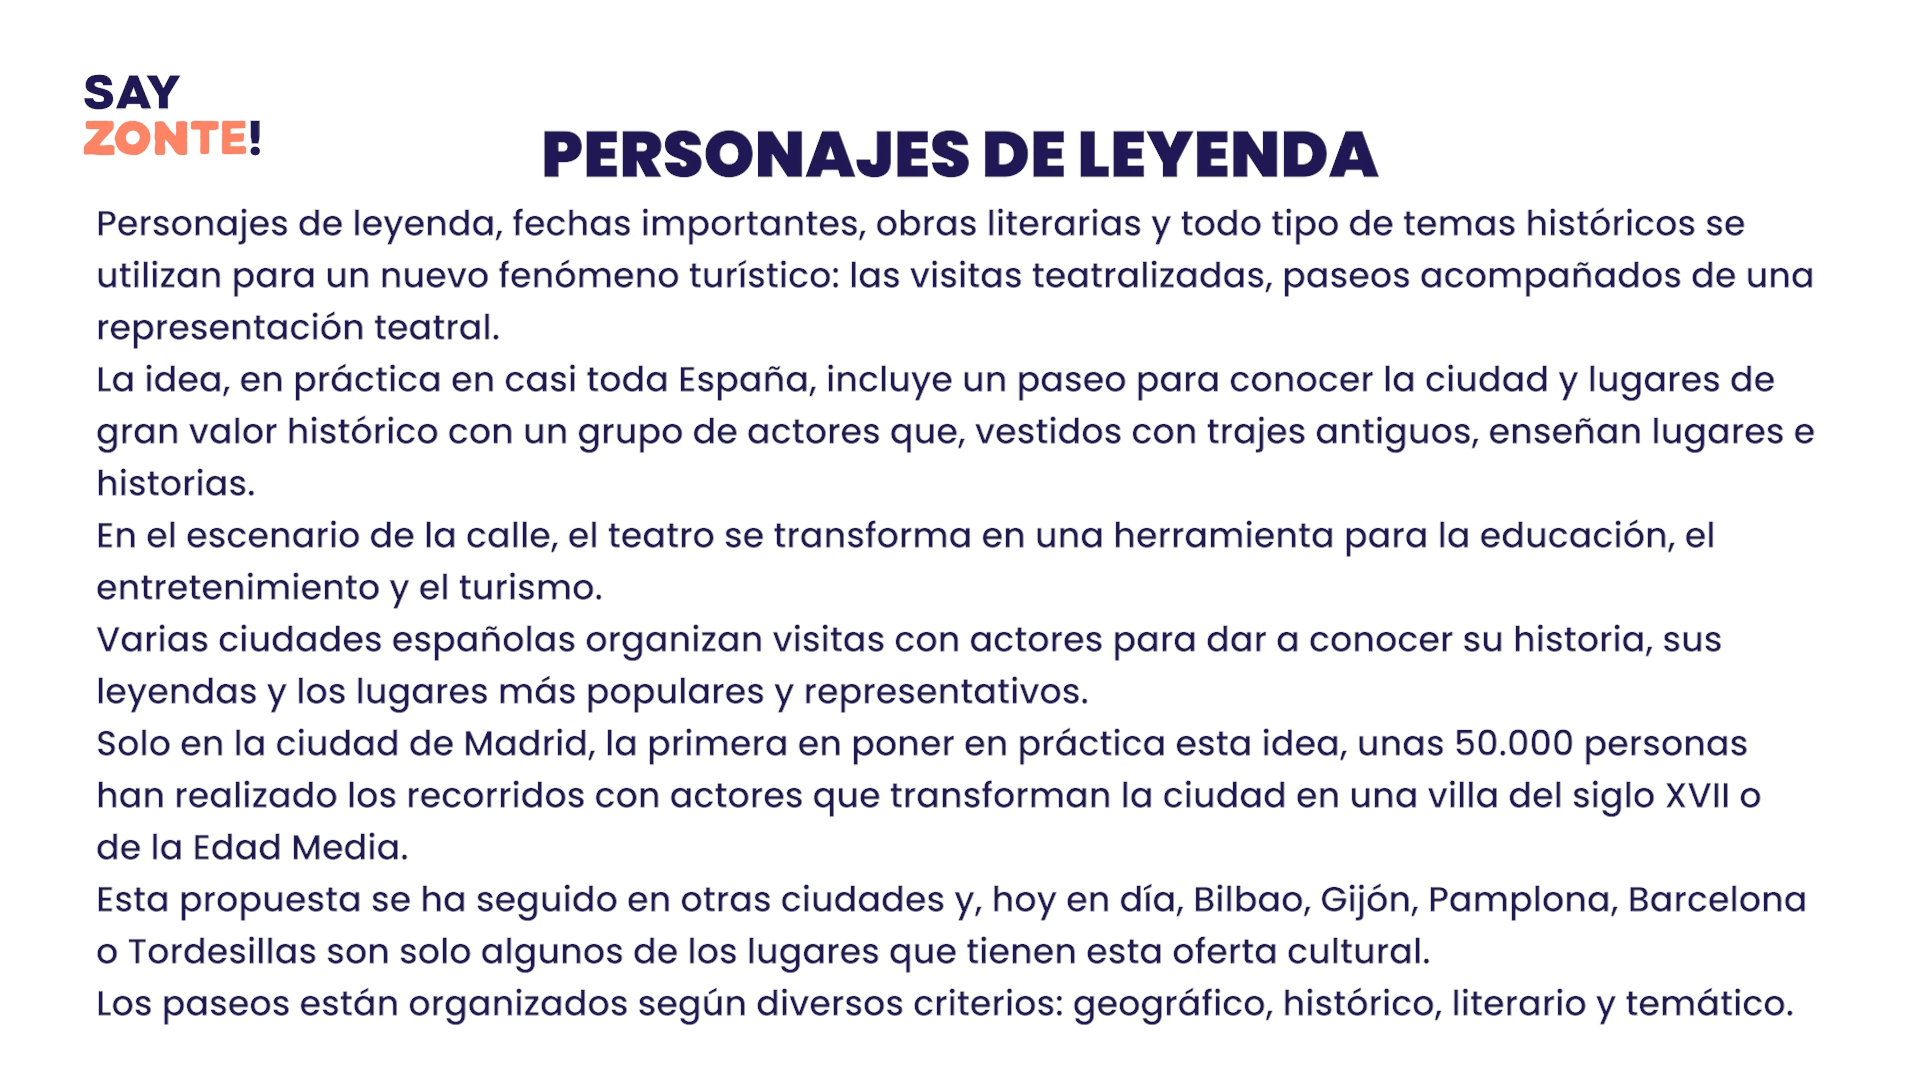 SAY
ZONTE!
PERSONAJES DE LEYENDA
Personajes de leyenda, fechas importantes, obras literarias y todo tipo de temas históricos se
utilizan para un nuevo fenómeno turístico: las visitas teatralizadas, paseos acompañados de una
representación teatral.
La idea, en práctica en casi toda España, incluye un paseo para conocer la ciudad y lugares de
gran valor histórico con un grupo de actores que, vestidos con trajes antiguos, enseñan lugares e
historias.
En el escenario de la calle, el teatro se transforma en una herramienta para la educación, el
entretenimiento y el turismo.
Varias ciudades españolas organizan visitas con actores para dar a conocer su historia, sus
leyendas y los lugares más populares y representativos.
Solo en la ciudad de Madrid, la primera en poner en práctica esta idea, unas 50.000 personas
han realizado los recorridos con actores que transforman la ciudad en una villa del siglo XVII o
de la Edad Media.
Esta propuesta se ha seguido en otras ciudades y, hoy en día, Bilbao, Gijón, Pamplona, Barcelona
o Tordesillas son solo algunos de los lugares que tienen esta oferta cultural.
Los paseos están organizados según diversos criterios: geográfico, histórico, literario y temático.